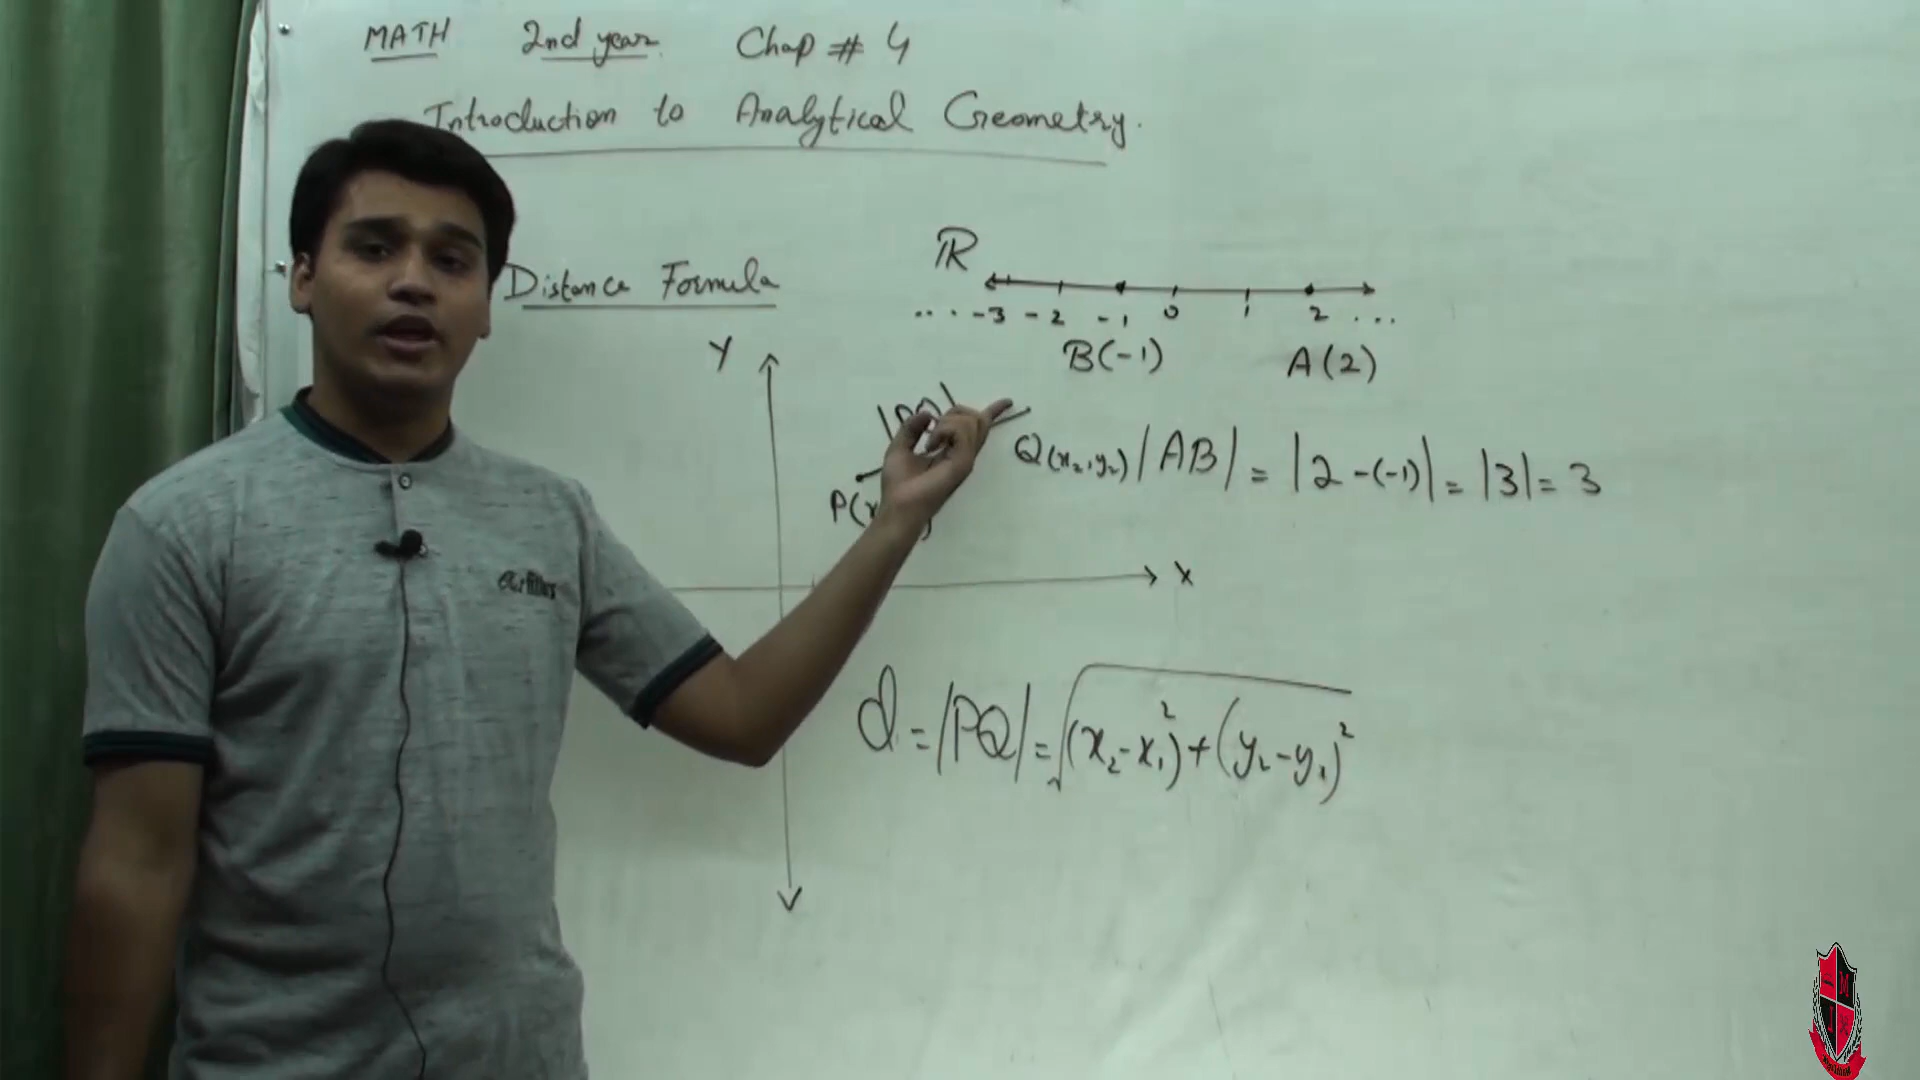 MATH 2nd year. Chap # 4
Introduction to Analytical Geometry.
Distance Formula
ℝ
.... -3 -2 -1 0 1 2 ...
B(-1) A(2)
Y
Q(x₂,y₂) |AB| = |2-(-1)| = |3| = 3
P(x
X
d = |PQ| = √(x₂-x₁)²+(y₂-y₁)²
M
J